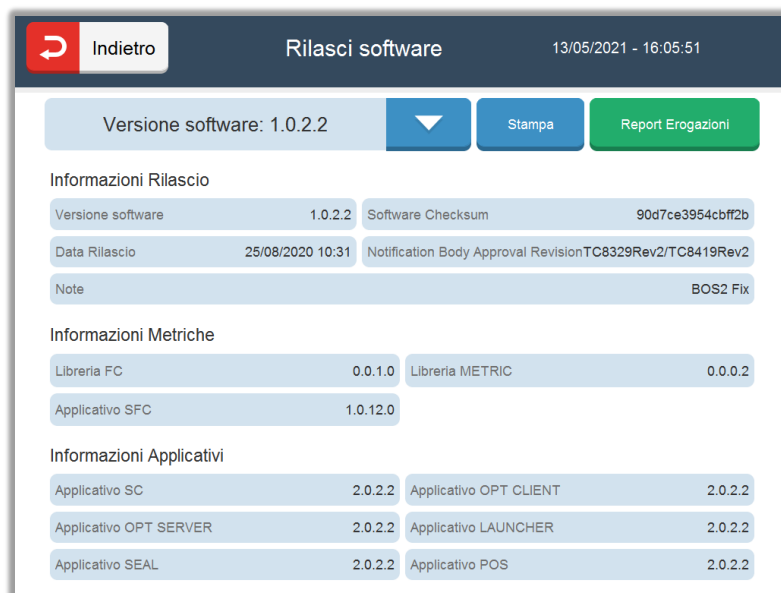 Indietro Rilasci software 13/05/2021 - 16:05:51
Versione software: 1.0.2.2 Stampa Report Erogazioni
Informazioni Rilascio
Versione software 1.0.2.2 Software Checksum 90d7ce3954cbff2b
Data Rilascio 25/08/2020 10:31 Notification Body Approval Revision TC8329Rev2/TC8419Rev2
Note BOS2 Fix
Informazioni Metriche
Libreria FC 0.0.1.0 Libreria METRIC 0.0.0.2
Applicativo SFC 1.0.12.0
Informazioni Applicativi
Applicativo SC 2.0.2.2 Applicativo OPT CLIENT 2.0.2.2
Applicativo OPT SERVER 2.0.2.2 Applicativo LAUNCHER 2.0.2.2
Applicativo SEAL 2.0.2.2 Applicativo POS 2.0.2.2